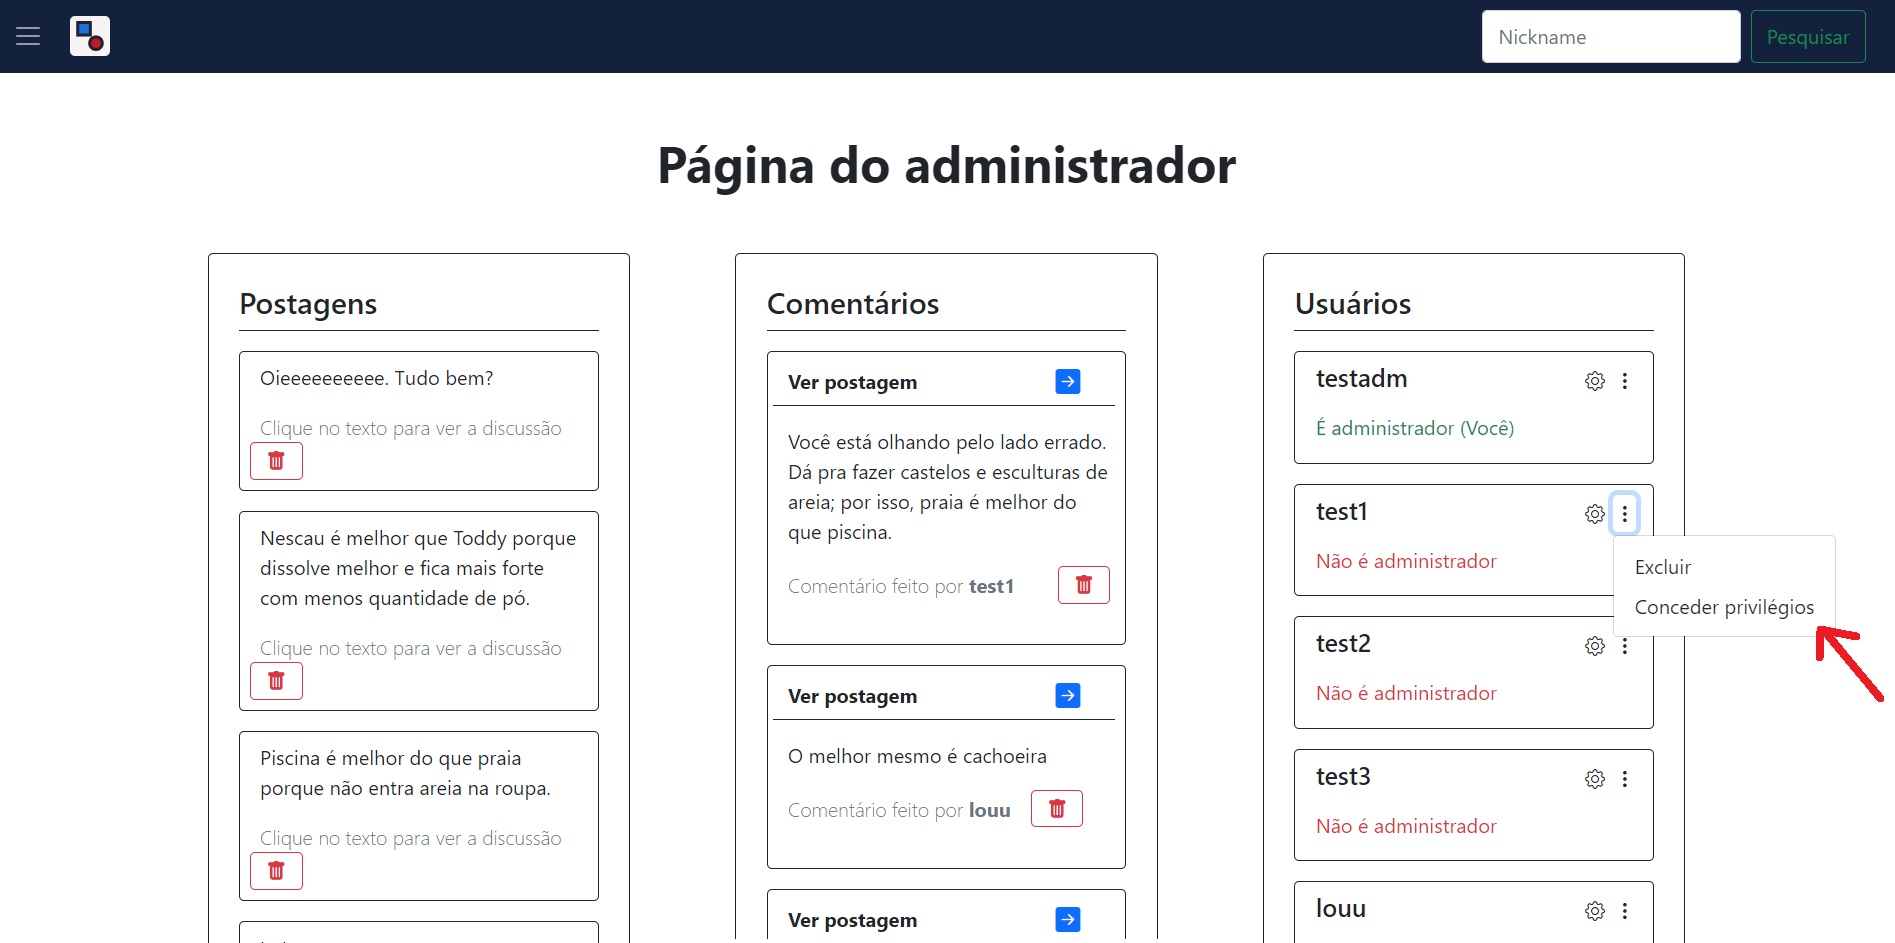 Nickname
Pesquisar
Página do administrador
Postagens
Oieeeeeeeeeee. Tudo bem?
Clique no texto para ver a discussão
Nescau é melhor que Toddy porque
dissolve melhor e fica mais forte
com menos quantidade de pó.
Clique no texto para ver a discussão
Piscina é melhor do que praia
porque não entra areia na roupa.
Clique no texto para ver a discussão
Comentários
Ver postagem
Você está olhando pelo lado errado.
Dá pra fazer castelos e esculturas de
areia; por isso, praia é melhor do
que piscina.
Comentário feito por test1
Ver postagem
O melhor mesmo é cachoeira
Comentário feito por louu
Ver postagem
Usuários
testadm
É administrador (Você)
test1
Não é administrador
Excluir
Conceder privilégios
test2
Não é administrador
test3
Não é administrador
louu